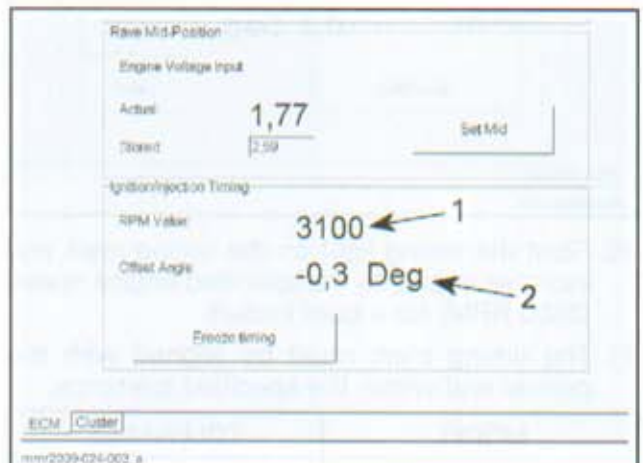 Rave Mid-Position
Engine Voltage Input
Actual 1,77
Stored 2,59
Set Mid
Ignition/Injection Timing
RPM Value: 3100 1
Offset Angle -0,3 Deg 2
Freeze timing
ECM Cluster
mmr2009-024-003_a